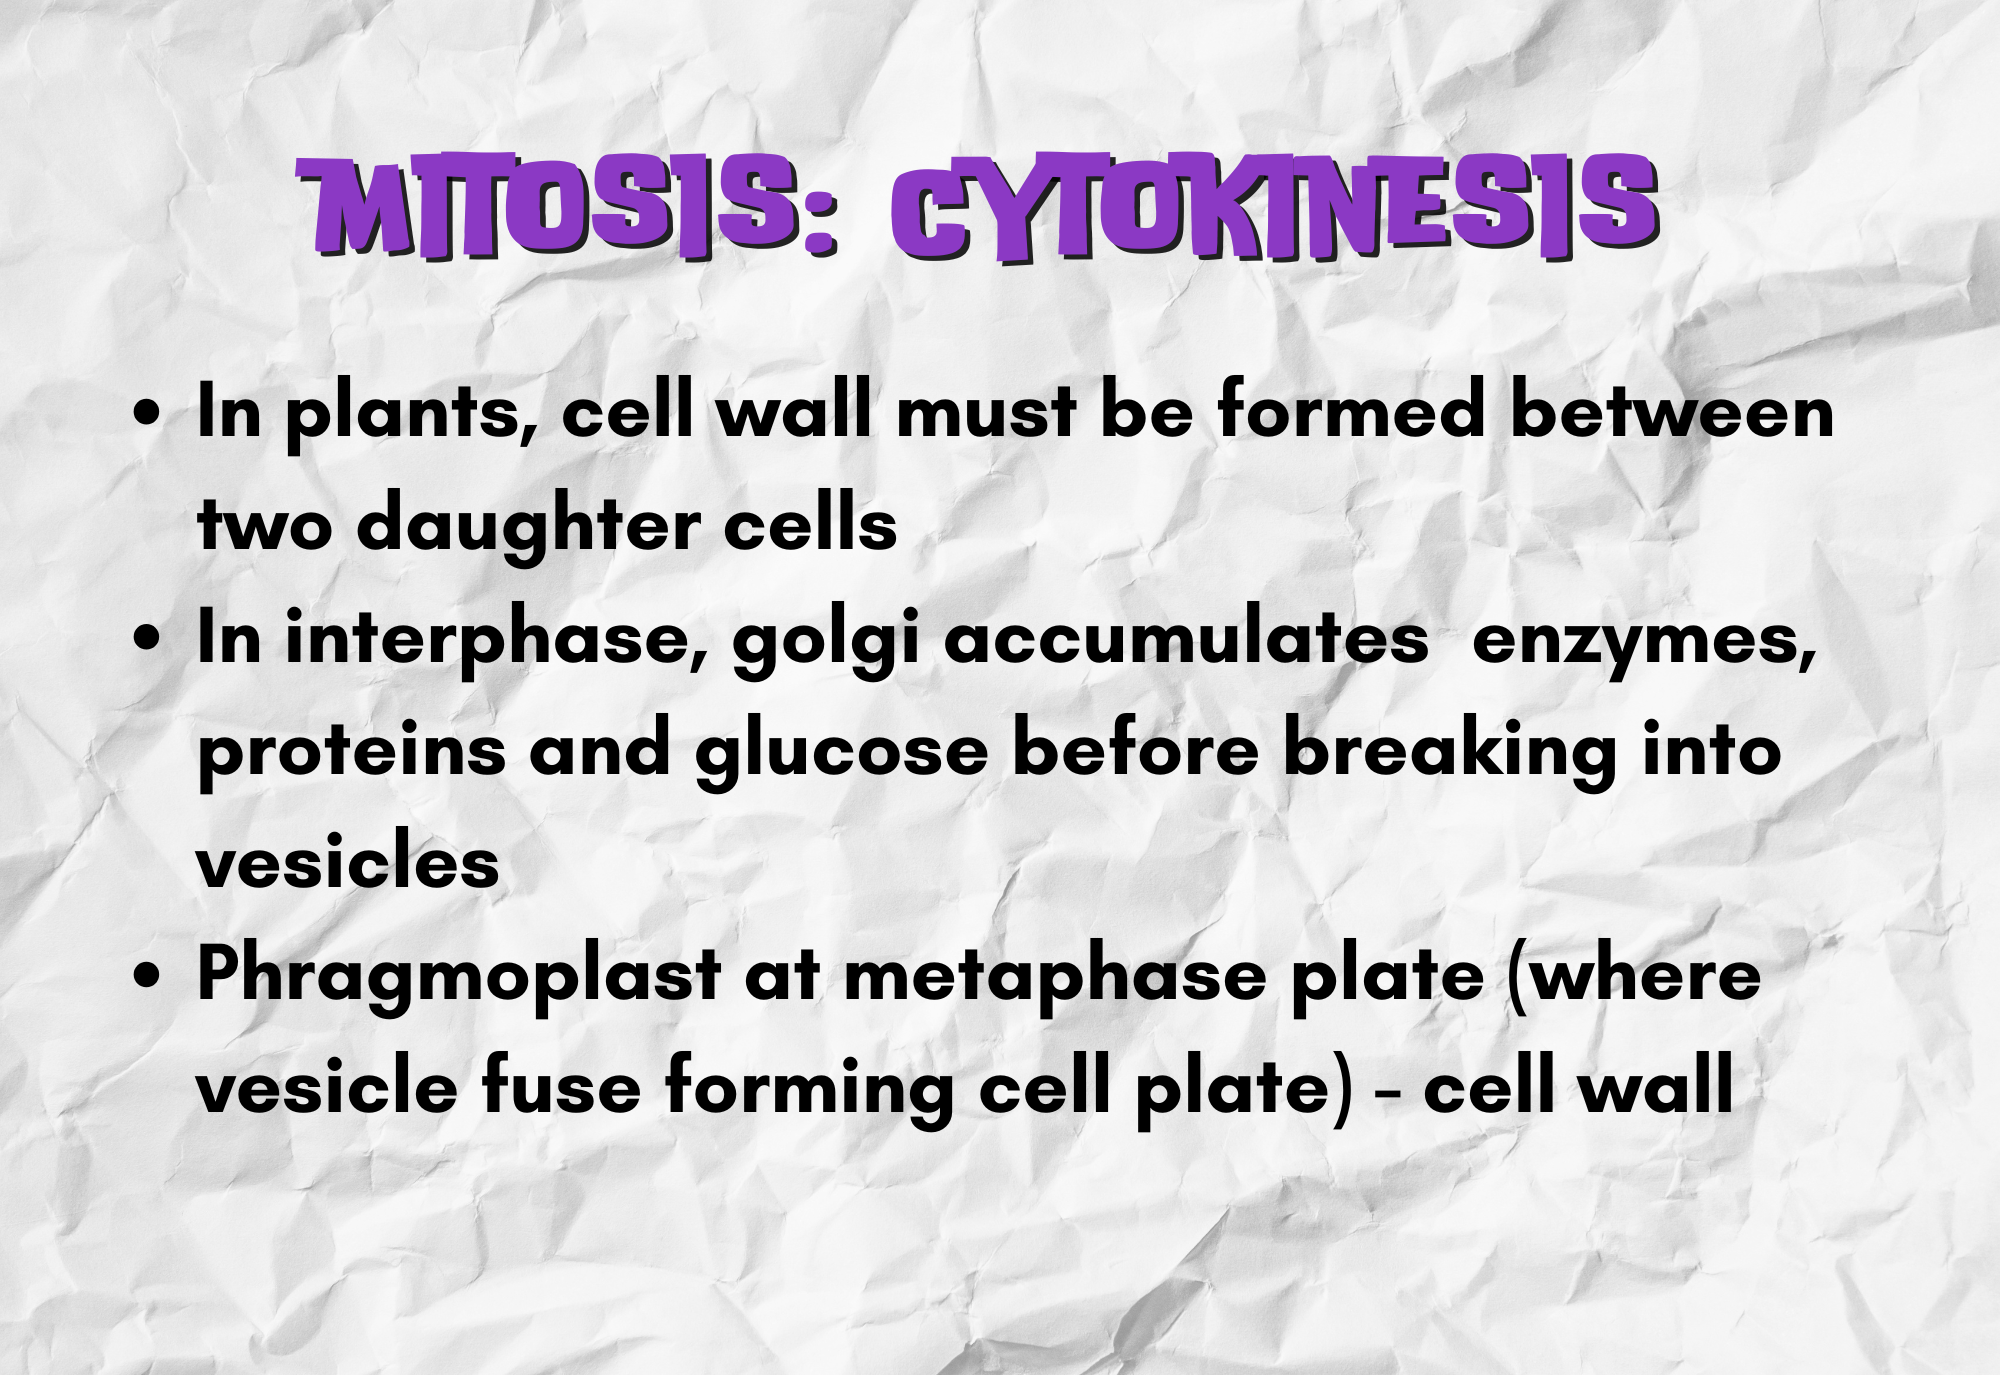 MITOSIS: CYTOKINESIS
• In plants, cell wall must be formed between
two daughter cells
• In interphase, golgi accumulates  enzymes,
proteins and glucose before breaking into
vesicles
• Phragmoplast at metaphase plate (where
vesicle fuse forming cell plate) - cell wall